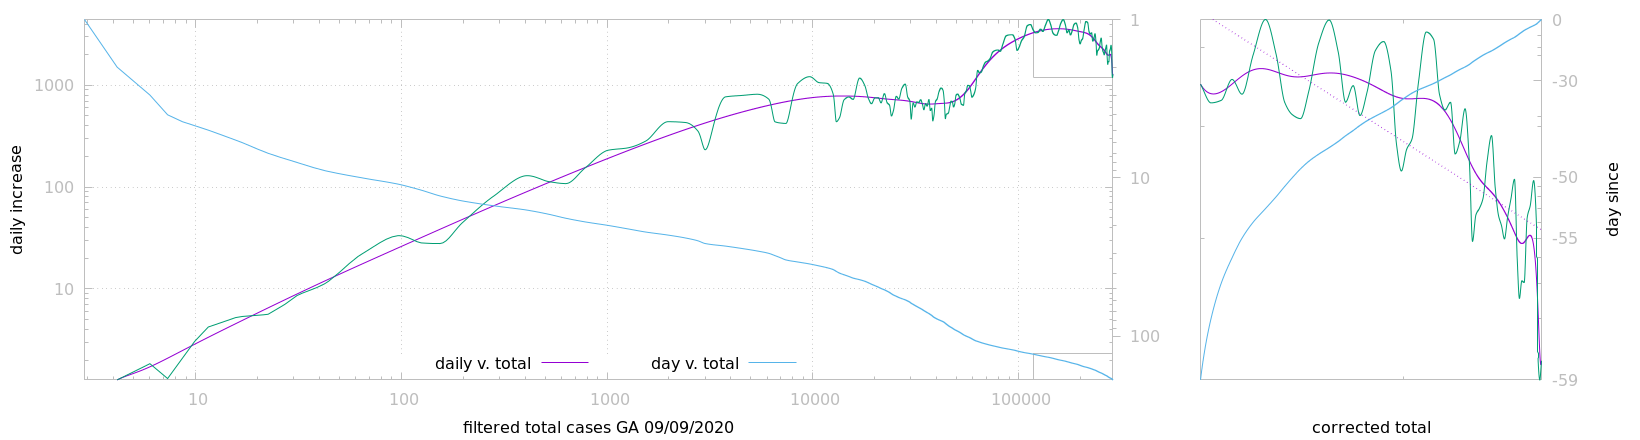 1 0
1000 -30
daily increase 100 10 -50 day since
-55
10
100
daily v. total day v. total
-59
10 100 1000 10000 100000
filtered total cases GA 09/09/2020 corrected total